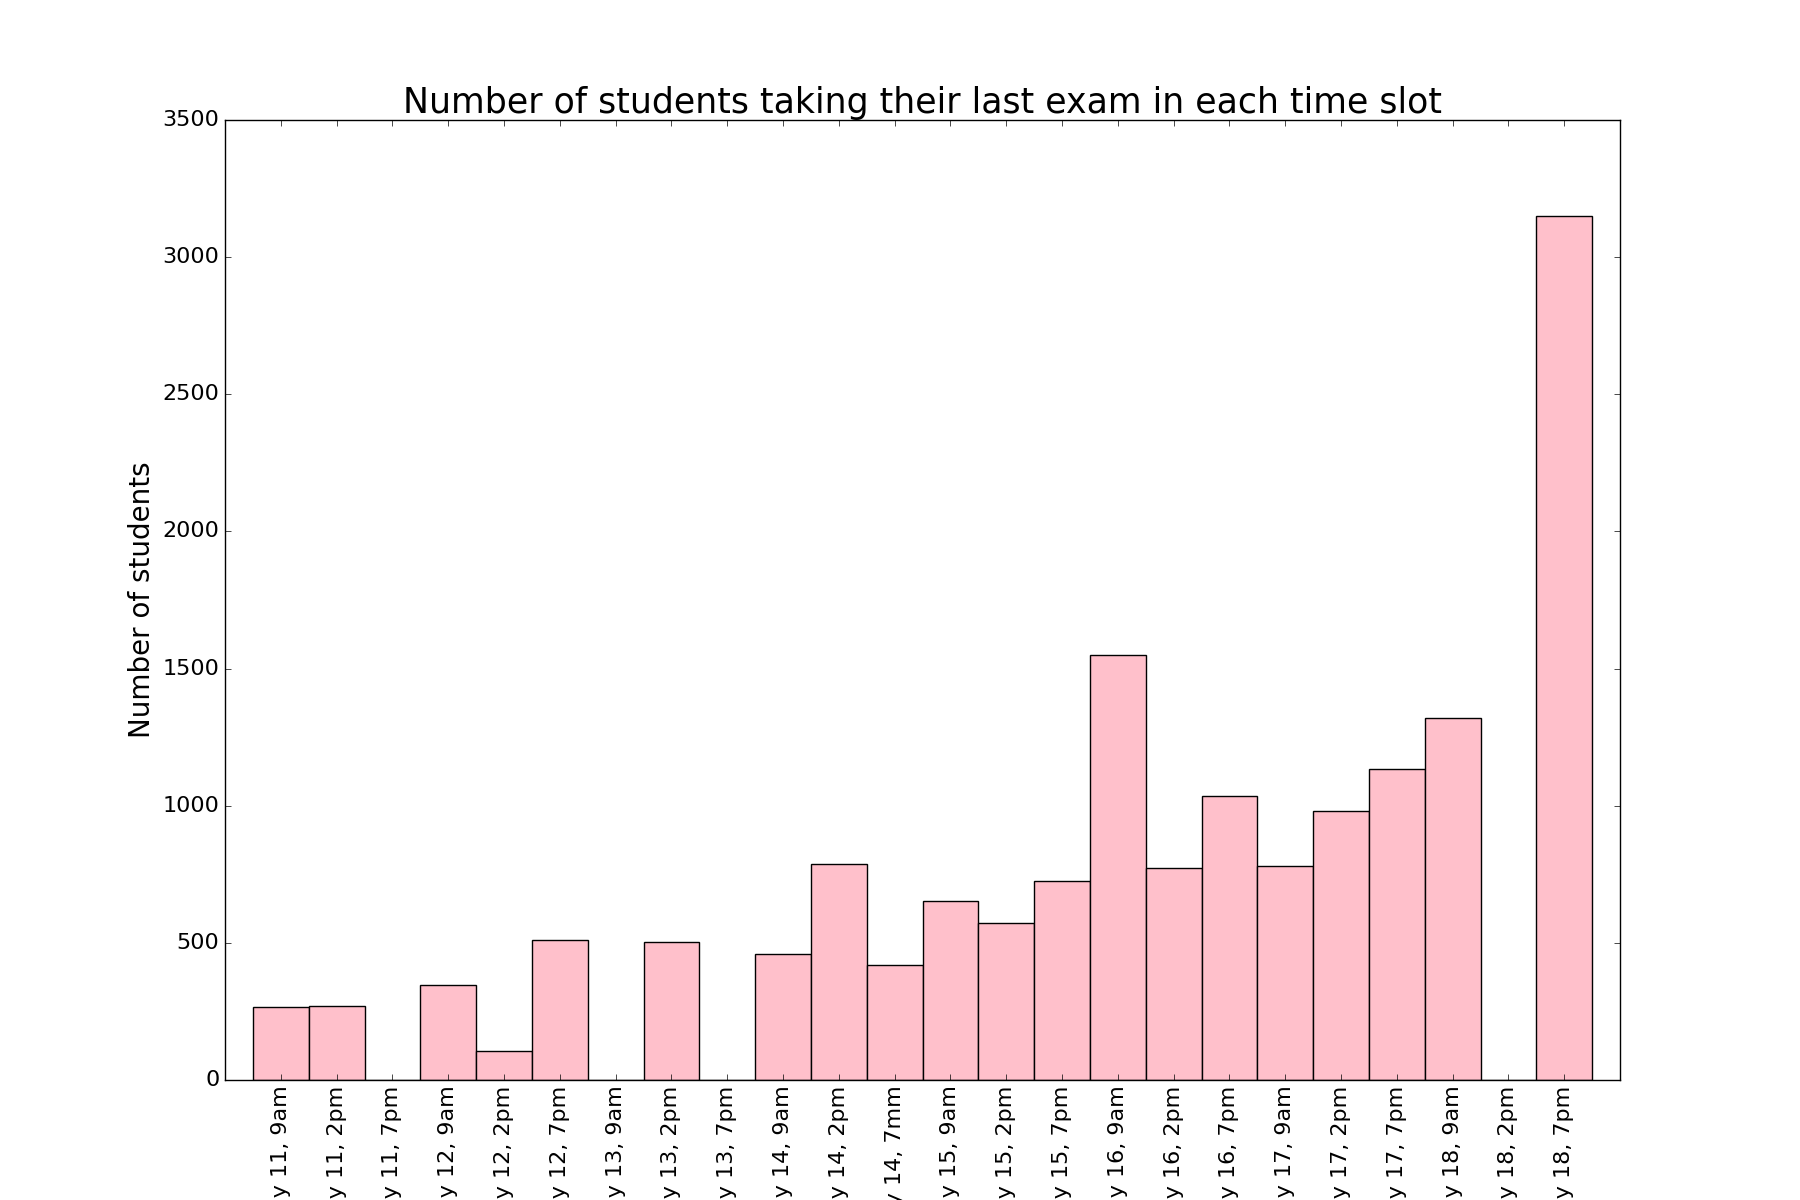 Number of students taking their last exam in each time slot
Number of students
3500
3000
2500
2000
1500
1000
500
0
y 11, 9am
y 11, 2pm
y 11, 7pm
y 12, 9am
y 12, 2pm
y 12, 7pm
y 13, 9am
y 13, 2pm
y 13, 7pm
y 14, 9am
y 14, 2pm
y 14, 7mm
y 15, 9am
y 15, 2pm
y 15, 7pm
y 16, 9am
y 16, 2pm
y 16, 7pm
y 17, 9am
y 17, 2pm
y 17, 7pm
y 18, 9am
y 18, 2pm
y 18, 7pm